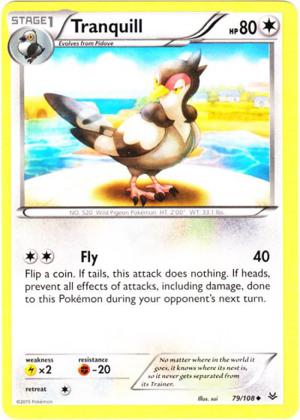 STAGE1 Tranquill HP80
Evolves from Pidove
NO. 520 Wild Pigeon Pokémon HT: 2'00" WT: 33.1 lbs.
Fly 40
Flip a coin. If tails, this attack does nothing. If heads,
prevent all effects of attacks, including damage, done
to this Pokémon during your opponent's next turn.
weakness resistance
×2 -20
retreat
No matter where in the world it
goes, it knows where its nest is,
so it never gets separated from
its Trainer.
©2015 Pokémon Illus. sui 79/108